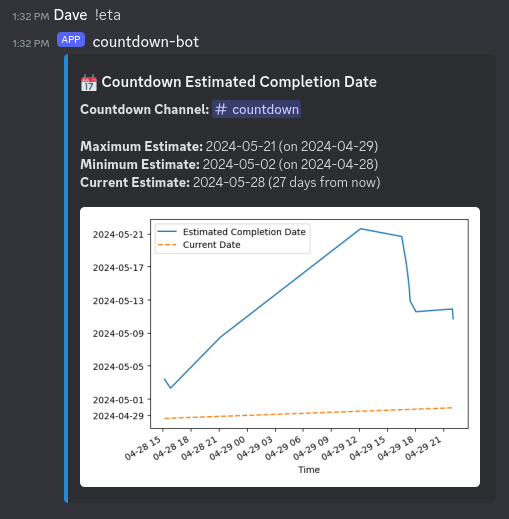 1:32 PM Dave !eta
1:32 PM APP countdown-bot
17 Countdown Estimated Completion Date
Countdown Channel: # countdown
Maximum Estimate: 2024-05-21 (on 2024-04-29)
Minimum Estimate: 2024-05-02 (on 2024-04-28)
Current Estimate: 2024-05-28 (27 days from now)
Estimated Completion Date
Current Date
2024-05-21
2024-05-17
2024-05-13
2024-05-09
2024-05-05
2024-05-01
2024-04-29
04-28 15
04-28 18
04-28 21
04-29 00
04-29 03
04-29 06
04-29 09
04-29 12
04-29 15
04-29 18
04-29 21
Time